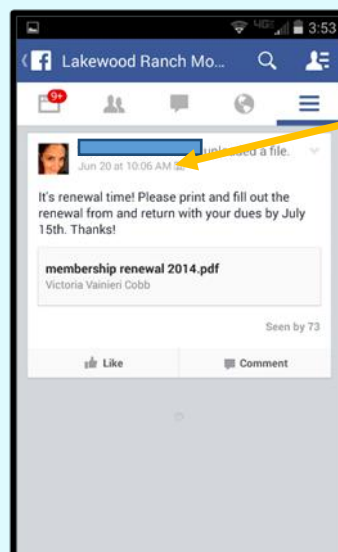 4G 3:53
Lakewood Ranch Mo...
9+
uploaded a file.
Jun 20 at 10:06 AM
It's renewal time! Please print and fill out the
renewal from and return with your dues by July
15th. Thanks!
membership renewal 2014.pdf
Victoria Vainieri Cobb
Seen by 73
Like Comment